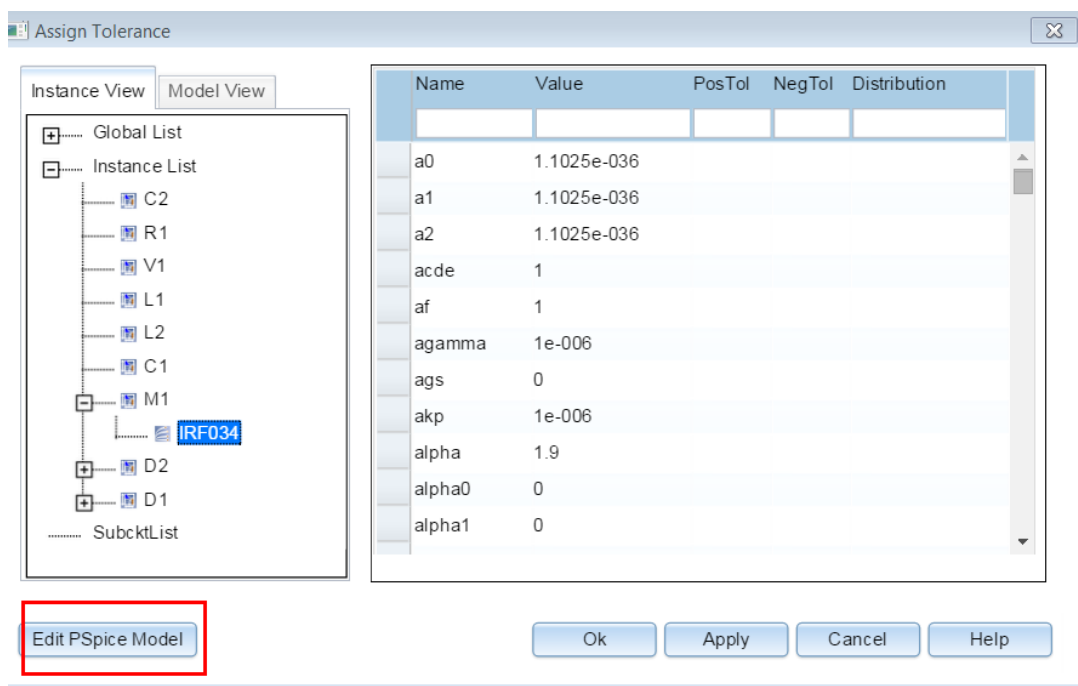 Assign Tolerance
Instance View Model View
Global List
Instance List
C2
R1
V1
L1
L2
C1
M1
IRF034
D2
D1
SubcktList
Name Value PosTol NegTol Distribution
a0 1.1025e-036
a1 1.1025e-036
a2 1.1025e-036
acde 1
af 1
agamma 1e-006
ags 0
akp 1e-006
alpha 1.9
alpha0 0
alpha1 0
Edit PSpice Model Ok Apply Cancel Help